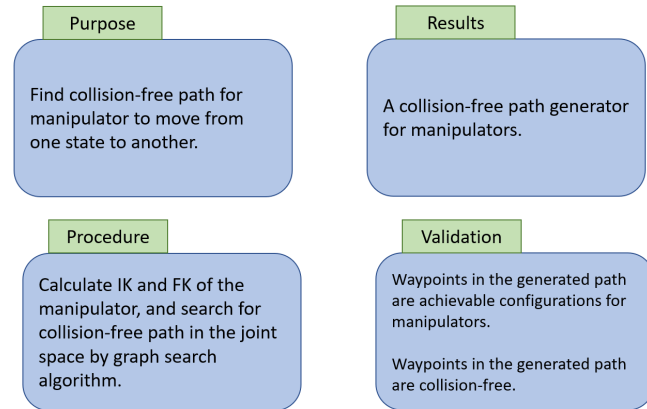 Purpose
Find collision-free path for
manipulator to move from
one state to another.
Results
A collision-free path generator
for manipulators.
Procedure
Calculate IK and FK of the
manipulator, and search for
collision-free path in the joint
space by graph search
algorithm.
Validation
Waypoints in the generated path
are achievable configurations for
manipulators.
Waypoints in the generated path
are collision-free.